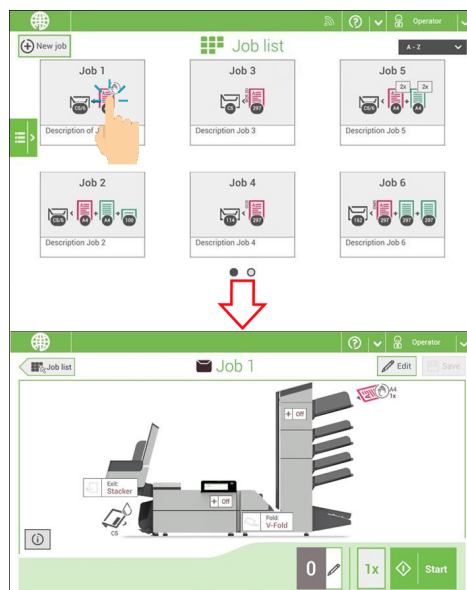 Operator
New job
Job list
A - Z
Job 1
C5/6
Description of J
Job 3
C5
297
Description Job 3
Job 5
2x
2x
C5/6
A4
A4
Description Job 5
Job 2
C5/6
A4
A4
100
Description Job 2
Job 4
114
297
Description Job 4
Job 6
162
297
297
297
Description Job 6
Operator
Job list
Job 1
Edit
Save
A4
1x
+ Off
Exit:
Stacker
+ Off
Fold:
V-Fold
C5
0
1x
Start